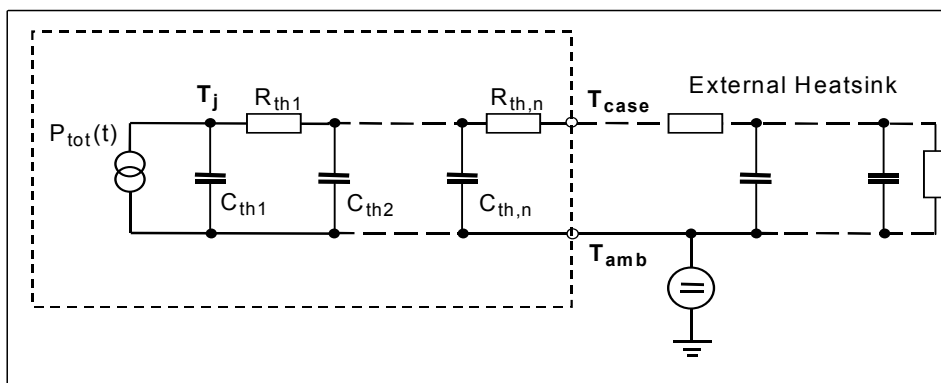 External Heatsink
T_j
R_th1
R_th,n
T_case
P_tot(t)
C_th1
C_th2
C_th,n
T_amb